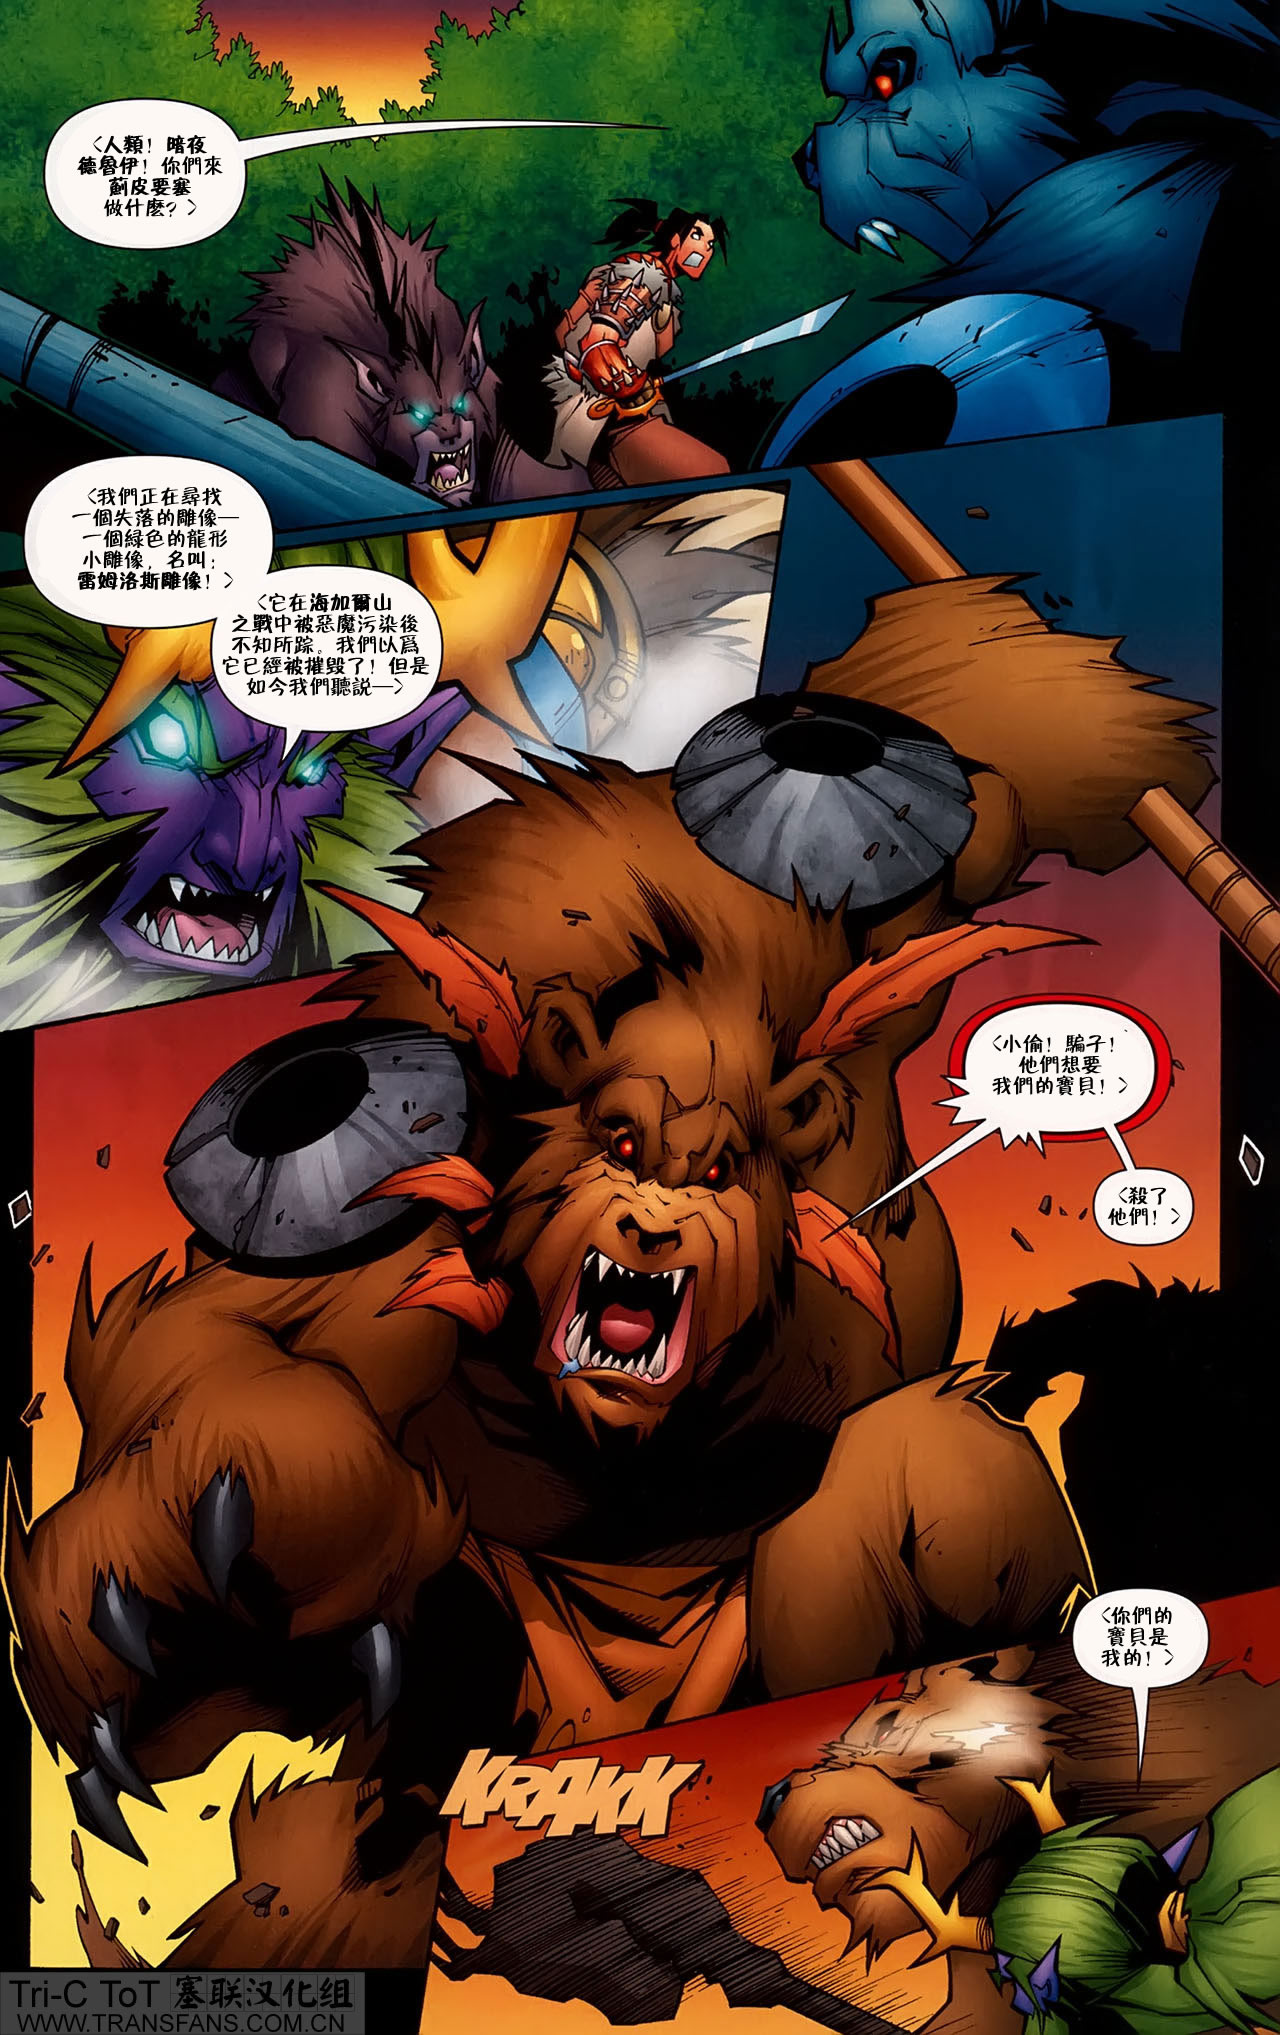 <人類！暗夜
德魯伊！你們來
薊皮要塞
做什麽？>
<我們正在尋找
一個失落的雕像—
一個綠色的龍形
小雕像，名叫：
雷姆洛斯雕像！>
<它在海加爾山
之戰中被惡魔污染後
不知所踪。我們以爲
它已經被摧毀了！但是
如今我們聽説—>
<小偷！騙子！
他們想要
我們的寶貝！>
<殺了
他們！>
<你們的
寶貝是
我的！>
KRAKK
Tri-C ToT 塞联汉化组
WWW.TRANSFANS.COM.CN